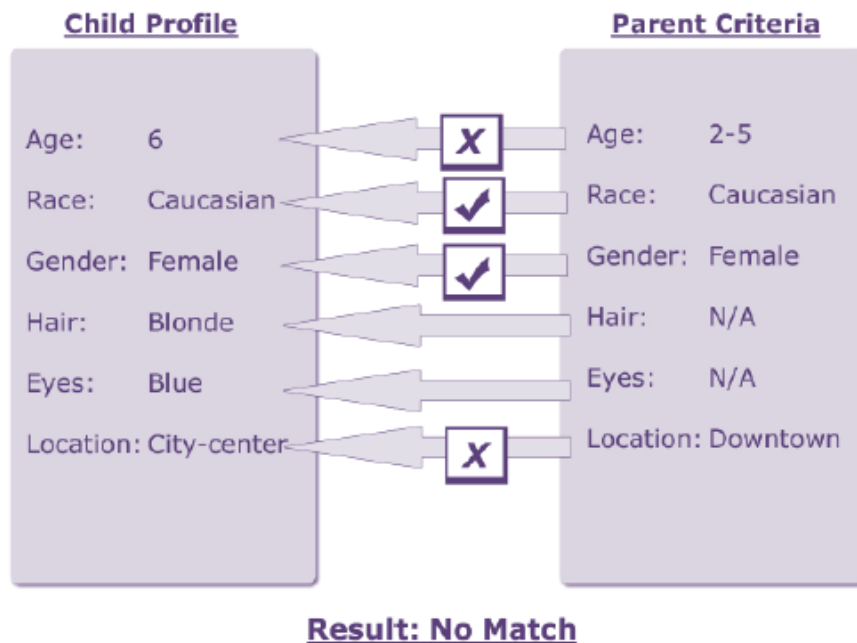 Child Profile
Parent Criteria
Age: 6
X
Age: 2-5
Race: Caucasian
Race: Caucasian
Gender: Female
Gender: Female
Hair: Blonde
Hair: N/A
Eyes: Blue
Eyes: N/A
Location: City-center
X
Location: Downtown
Result: No Match